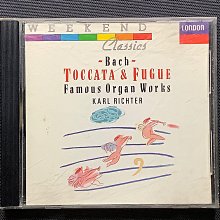 WEEKEND
LONDON
Classics
-Bach-
TOCCATA & FUGUE
Famous Organ Works
KARL RICHTER